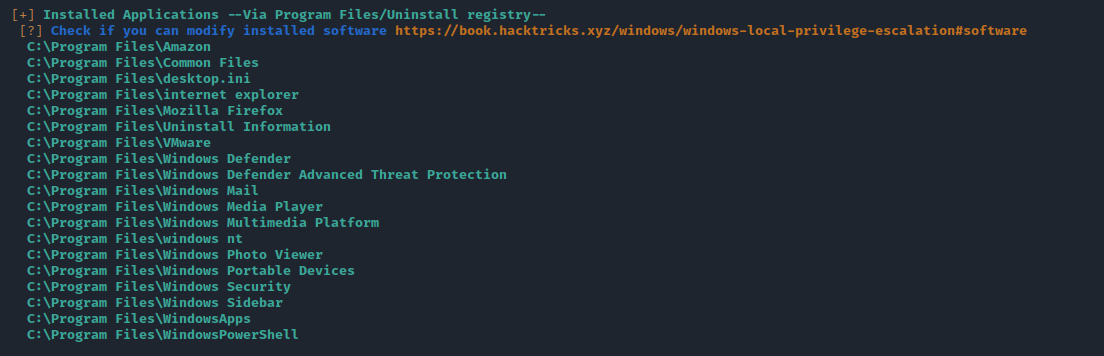 [+] Installed Applications --Via Program Files/Uninstall registry--
[?] Check if you can modify installed software https://book.hacktricks.xyz/windows/windows-local-privilege-escalation#software
C:\Program Files\Amazon
C:\Program Files\Common Files
C:\Program Files\desktop.ini
C:\Program Files\internet explorer
C:\Program Files\Mozilla Firefox
C:\Program Files\Uninstall Information
C:\Program Files\VMware
C:\Program Files\Windows Defender
C:\Program Files\Windows Defender Advanced Threat Protection
C:\Program Files\Windows Mail
C:\Program Files\Windows Media Player
C:\Program Files\Windows Multimedia Platform
C:\Program Files\windows nt
C:\Program Files\Windows Photo Viewer
C:\Program Files\Windows Portable Devices
C:\Program Files\Windows Security
C:\Program Files\Windows Sidebar
C:\Program Files\WindowsApps
C:\Program Files\WindowsPowerShell